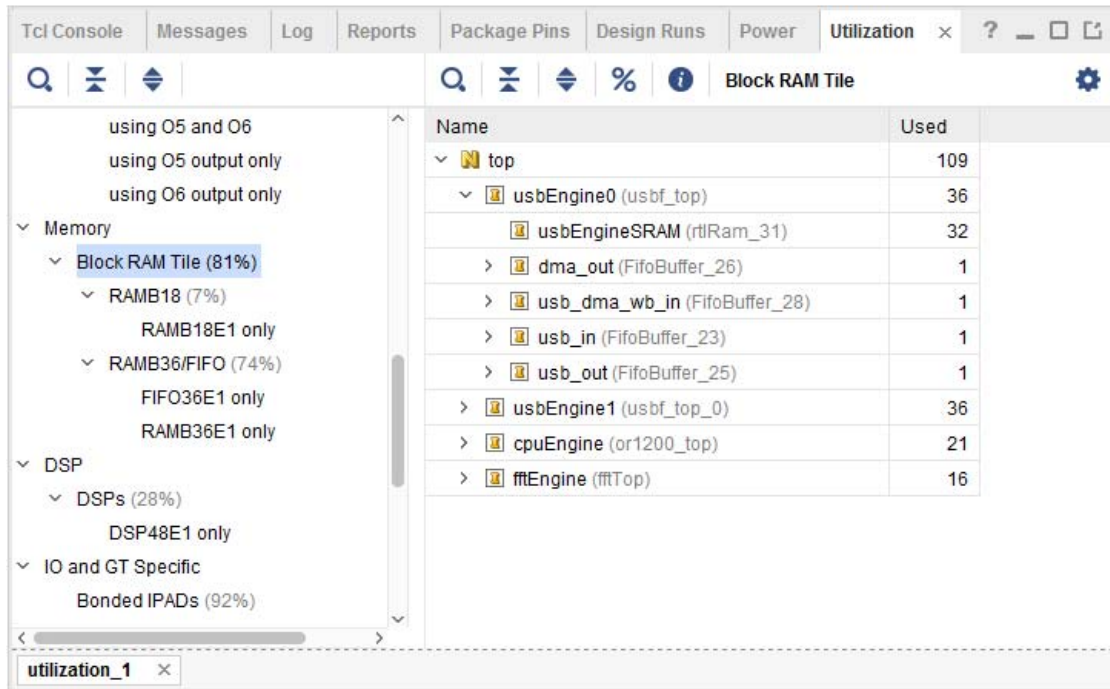 Tcl Console Messages Log Reports Package Pins Design Runs Power Utilization × ?
% Block RAM Tile
using O5 and O6
using O5 output only
using O6 output only
Memory
Block RAM Tile (81%)
RAMB18 (7%)
RAMB18E1 only
RAMB36/FIFO (74%)
FIFO36E1 only
RAMB36E1 only
DSP
DSPs (28%)
DSP48E1 only
IO and GT Specific
Bonded IPADs (92%)
Name Used
top 109
usbEngine0 (usbf_top) 36
usbEngineSRAM (rtlRam_31) 32
dma_out (FifoBuffer_26) 1
usb_dma_wb_in (FifoBuffer_28) 1
usb_in (FifoBuffer_23) 1
usb_out (FifoBuffer_25) 1
usbEngine1 (usbf_top_0) 36
cpuEngine (or1200_top) 21
fftEngine (fftTop) 16
utilization_1 ×